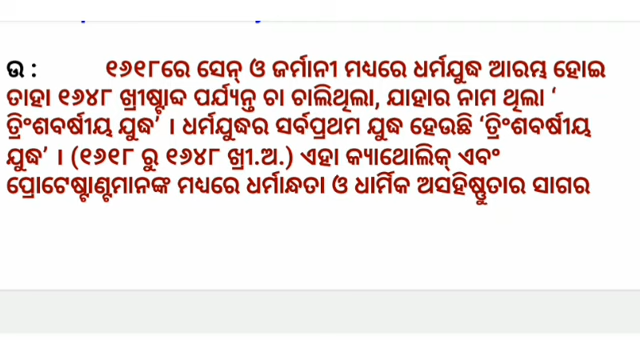 ଉ : ୧୬୧୮ରେ ସେନ୍ ଓ ଜର୍ମାନୀ ମଧ୍ୟରେ ଧର୍ମଯୁଦ୍ଧ ଆରମ୍ଭ ହୋଇ
ତାହା ୧୬୪୮ ଖ୍ରୀଷ୍ଟାବ୍ଦ ପର୍ଯ୍ୟନ୍ତ ଚା ଚାଲିଥିଲା, ଯାହାର ନାମ ଥିଲା ‘
ତ୍ରିଂଶବର୍ଷୀୟ ଯୁଦ୍ଧ’ । ଧର୍ମଯୁଦ୍ଧର ସର୍ବପ୍ରଥମ ଯୁଦ୍ଧ ହେଉଛି ‘ତ୍ରିଂଶବର୍ଷୀୟ
ଯୁଦ୍ଧ’ । (୧୬୧୮ ରୁ ୧୬୪୮ ଖ୍ରୀ.ଅ.) ଏହା କ୍ୟାଥୋଲିକ୍ ଏବଂ
ପ୍ରୋଟେଷ୍ଟାଣ୍ଟମାନଙ୍କ ମଧ୍ୟରେ ଧର୍ମାନ୍ଧତା ଓ ଧାର୍ମିକ ଅସହିଷ୍ଣୁତାର ସାଗର